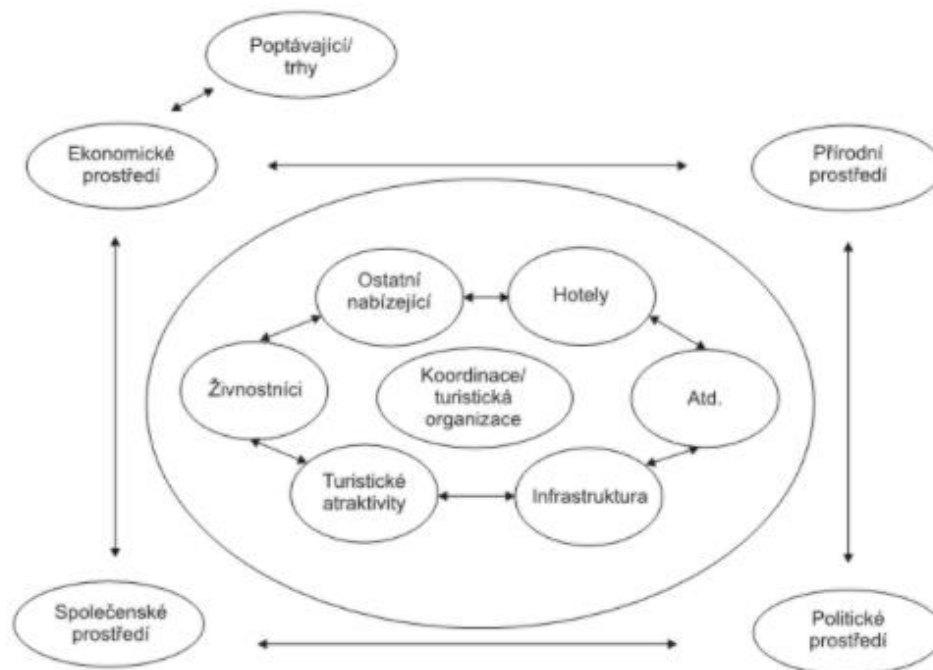 Poptávající/
trhy
Ekonomické
prostředí
Přírodní
prostředí
Ostatní
nabízející
Hotely
Živnostníci
Koordinace/
turistická
organizace
Atd.
Turistické
atraktivity
Infrastruktura
Společenské
prostředí
Politické
prostředí